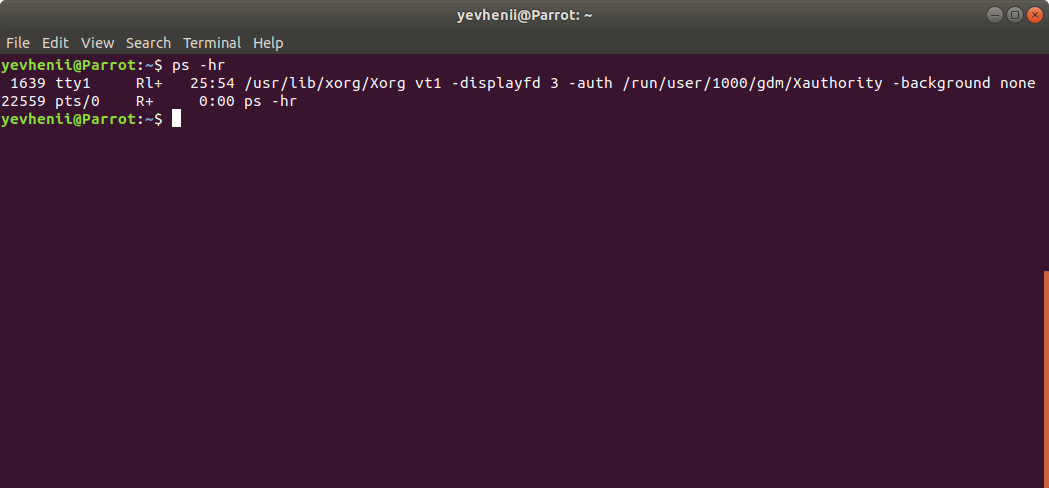 yevhenii@Parrot: ~
File Edit View Search Terminal Help
yevhenii@Parrot:~$ ps -hr
 1639 tty1     Rl+   25:54 /usr/lib/xorg/Xorg vt1 -displayfd 3 -auth /run/user/1000/gdm/Xauthority -background none
22559 pts/0    R+     0:00 ps -hr
yevhenii@Parrot:~$